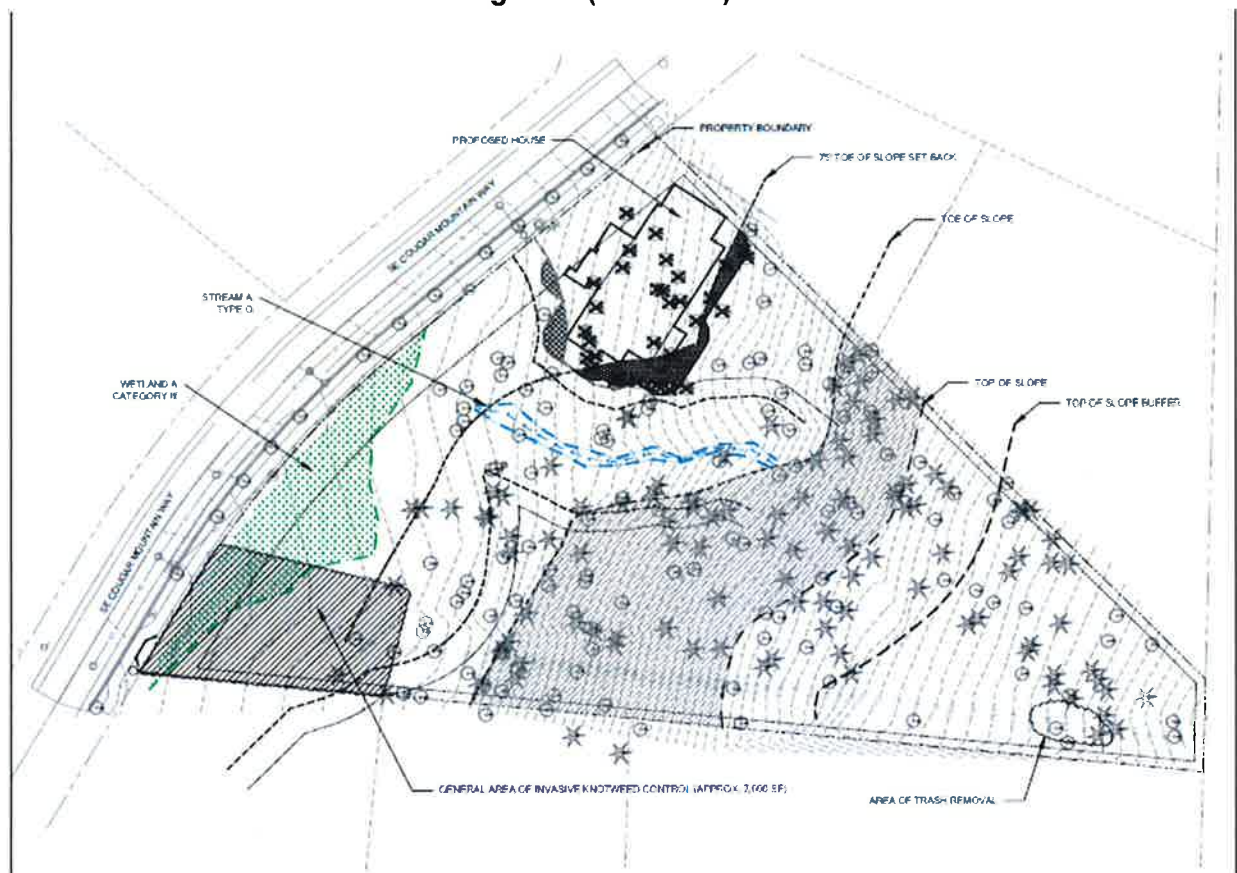 PROPOSED HOUSE
PROPERTY BOUNDARY
75' TOE OF SLOPE SET BACK
TOE OF SLOPE
SE COUGAR MOUNTAIN WAY
STREAM A
TYPE O
WETLAND A
CATEGORY
TOP OF SLOPE
TOP OF SLOPE BUFFER
SE COUGAR MOUNTAIN WAY
GENERAL AREA OF INVASIVE KNOTWEED CONTROL (APPROX. 7,000 SF)
AREA OF TRASH REMOVAL